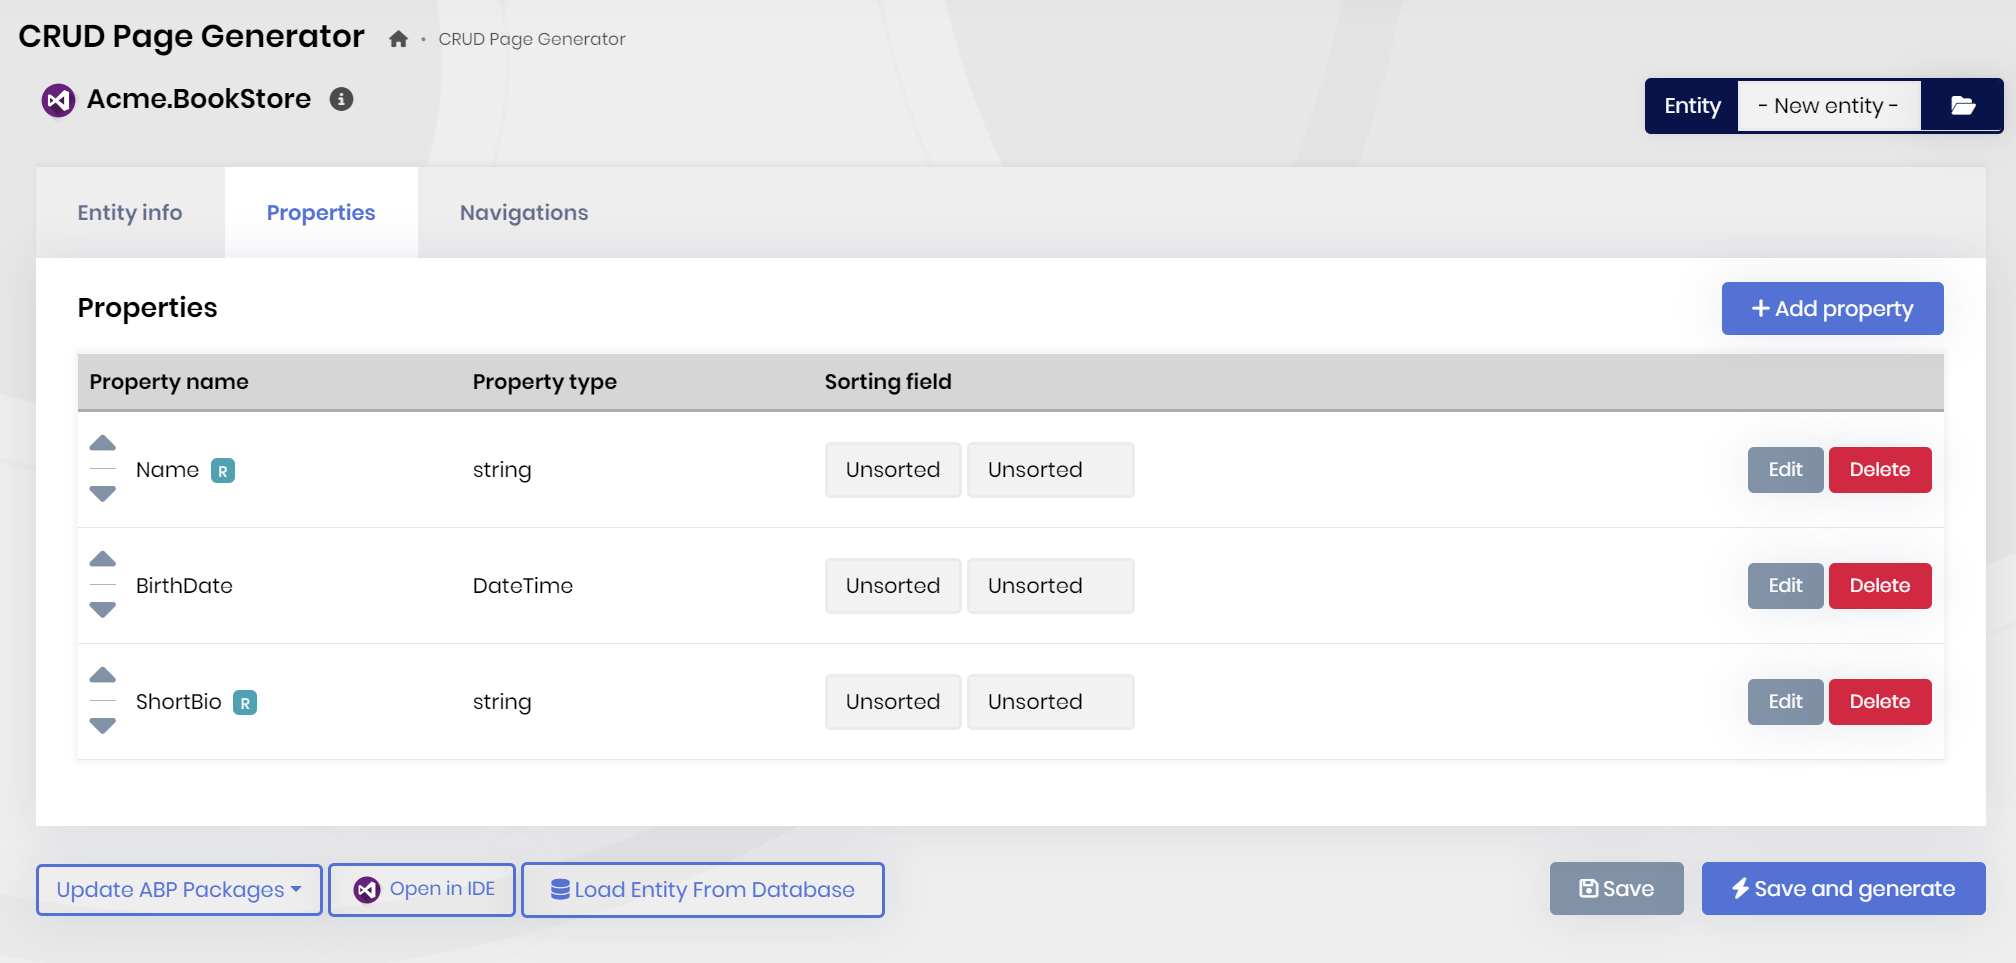 CRUD Page Generator • CRUD Page Generator
Acme.BookStore
Entity - New entity -
Entity info Properties Navigations
Properties
+ Add property
Property name Property type Sorting field
Name R string Unsorted Unsorted Edit Delete
BirthDate DateTime Unsorted Unsorted Edit Delete
ShortBio R string Unsorted Unsorted Edit Delete
Update ABP Packages Open in IDE Load Entity From Database Save Save and generate